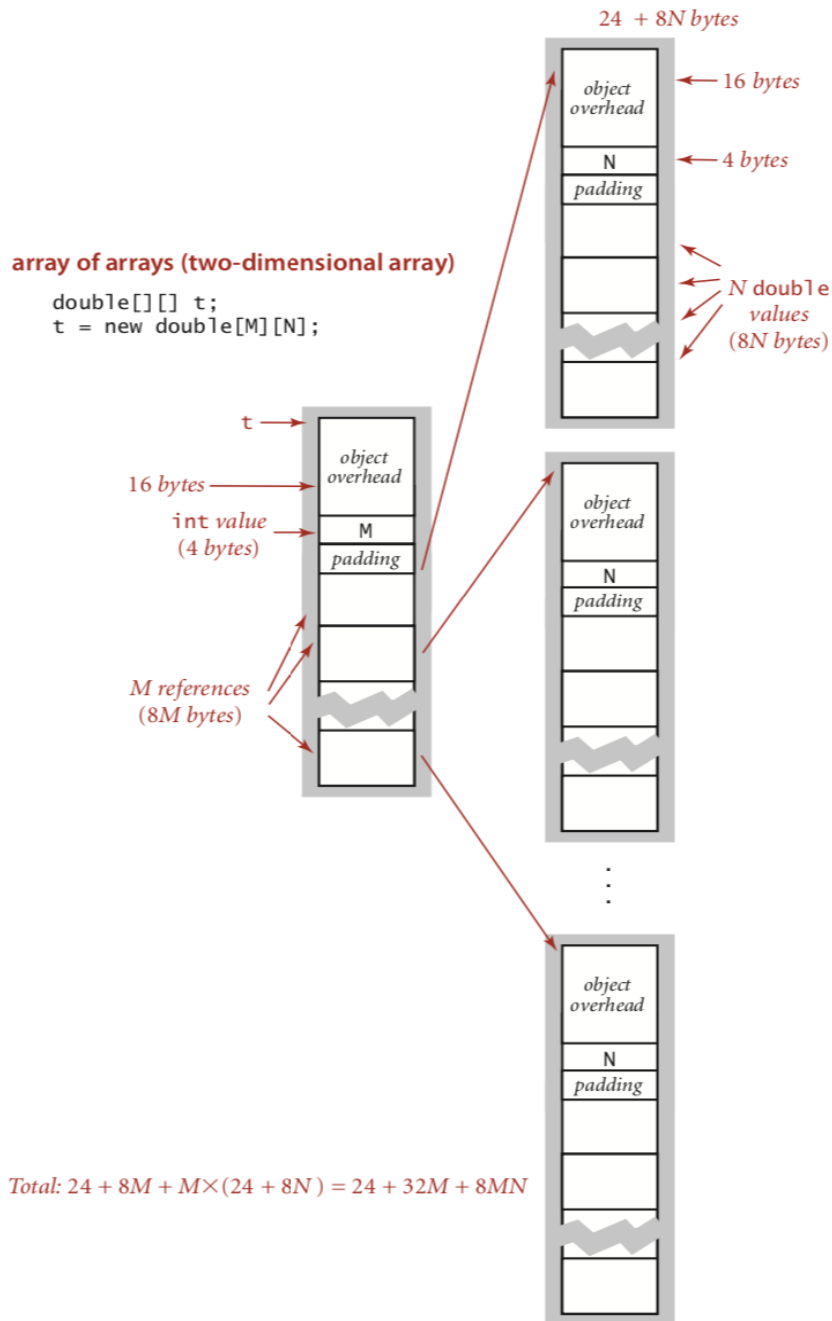 24 + 8N bytes
object
overhead
16 bytes
N
4 bytes
padding
N double
values
(8N bytes)
array of arrays (two-dimensional array)
double[][] t;
t = new double[M][N];
t
object
overhead
16 bytes
int value
(4 bytes)
M
padding
M references
(8M bytes)
object
overhead
N
padding
object
overhead
N
padding
Total: 24 + 8M + M×(24 + 8N) = 24 + 32M + 8MN